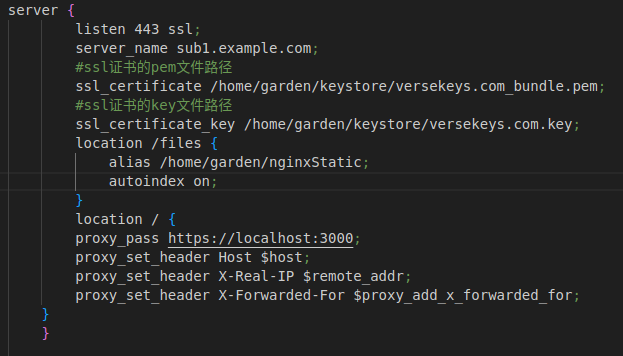 server {
listen 443 ssl;
server_name sub1.example.com;
#ssl证书的pem文件路径
ssl_certificate /home/garden/keystore/versekeys.com_bundle.pem;
#ssl证书的key文件路径
ssl_certificate_key /home/garden/keystore/versekeys.com.key;
location /files {
alias /home/garden/nginxStatic;
autoindex on;
}
location / {
proxy_pass https://localhost:3000;
proxy_set_header Host $host;
proxy_set_header X-Real-IP $remote_addr;
proxy_set_header X-Forwarded-For $proxy_add_x_forwarded_for;
}
}